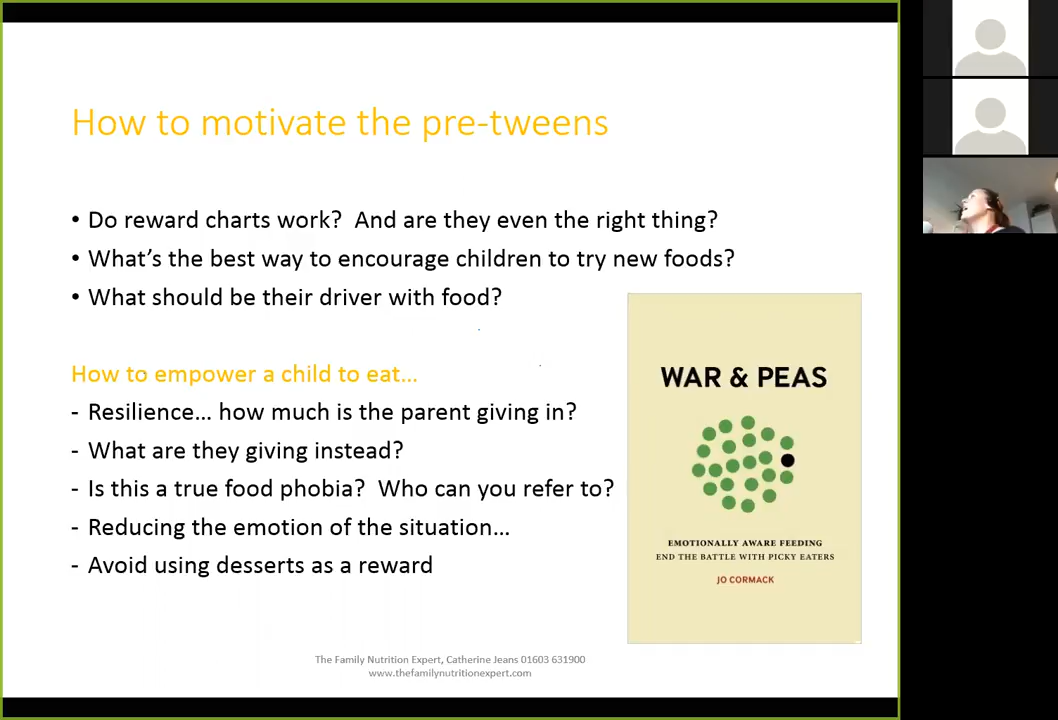 How to motivate the pre-tweens
• Do reward charts work?  And are they even the right thing?
• What’s the best way to encourage children to try new foods?
• What should be their driver with food?
How to empower a child to eat…
- Resilience… how much is the parent giving in?
- What are they giving instead?
- Is this a true food phobia?  Who can you refer to?
- Reducing the emotion of the situation…
- Avoid using desserts as a reward
WAR & PEAS
EMOTIONALLY AWARE FEEDING
END THE BATTLE WITH PICKY EATERS
JO CORMACK
The Family Nutrition Expert, Catherine Jeans 01603 631900
www.thefamilynutritionexpert.com